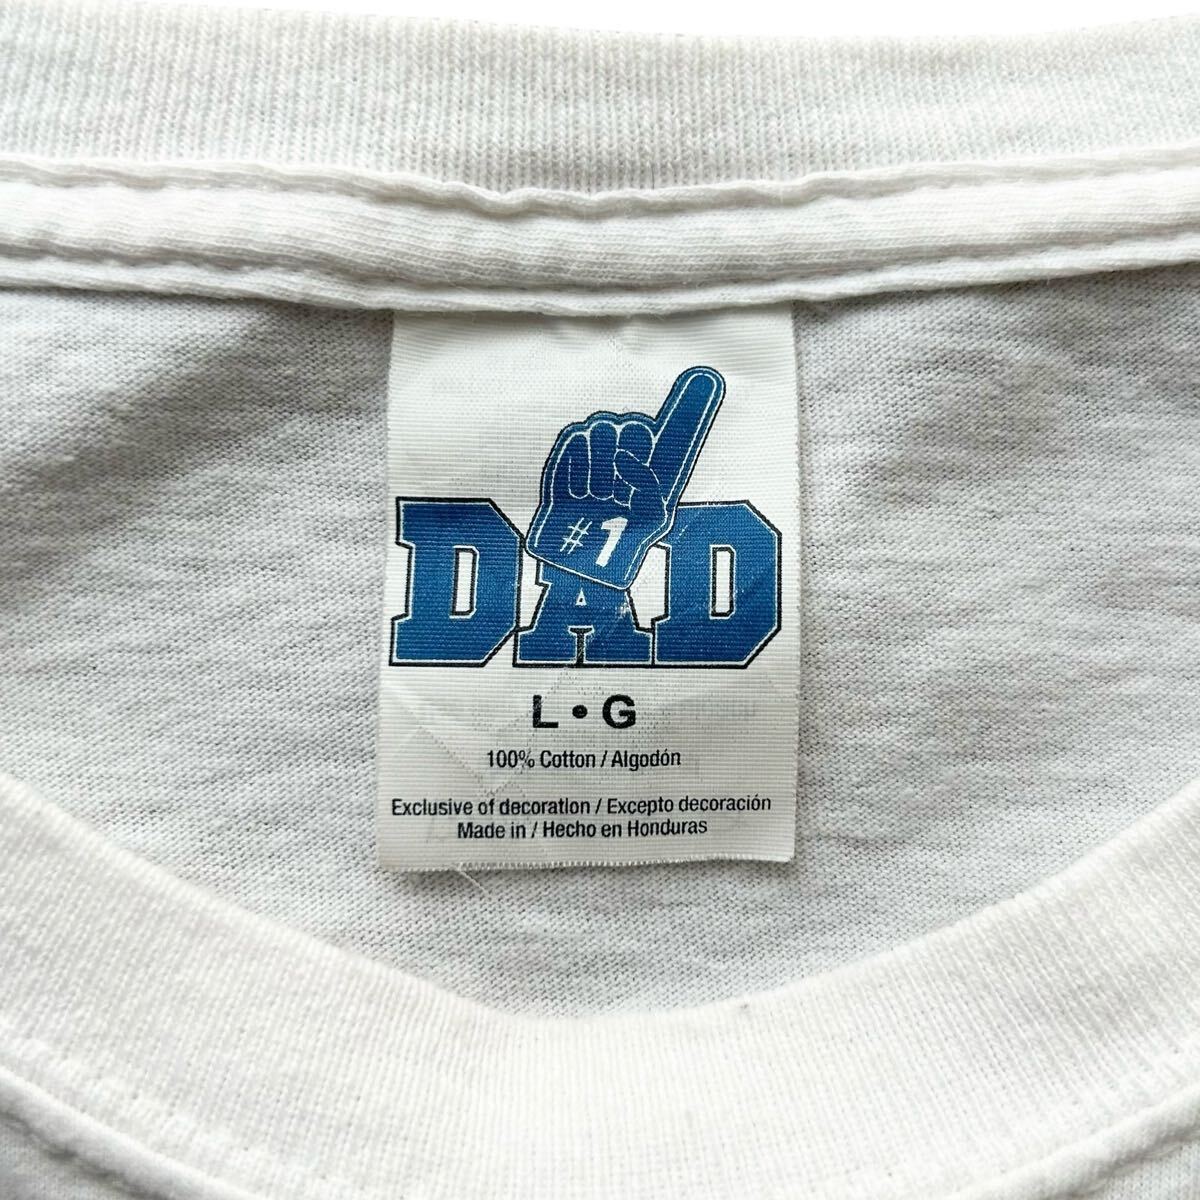 #1
DAD
L • G
100% Cotton / Algodón
Exclusive of decoration / Excepto decoración
Made in / Hecho en Honduras